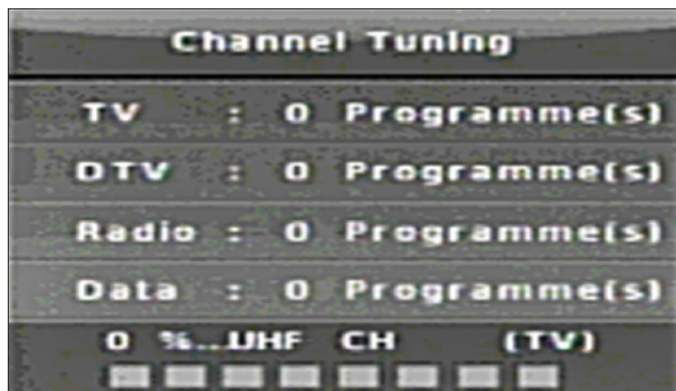 Channel Tuning
TV : 0 Programme(s)
DTV : 0 Programme(s)
Radio : 0 Programme(s)
Data : 0 Programme(s)
0 %...UHF CH (TV)